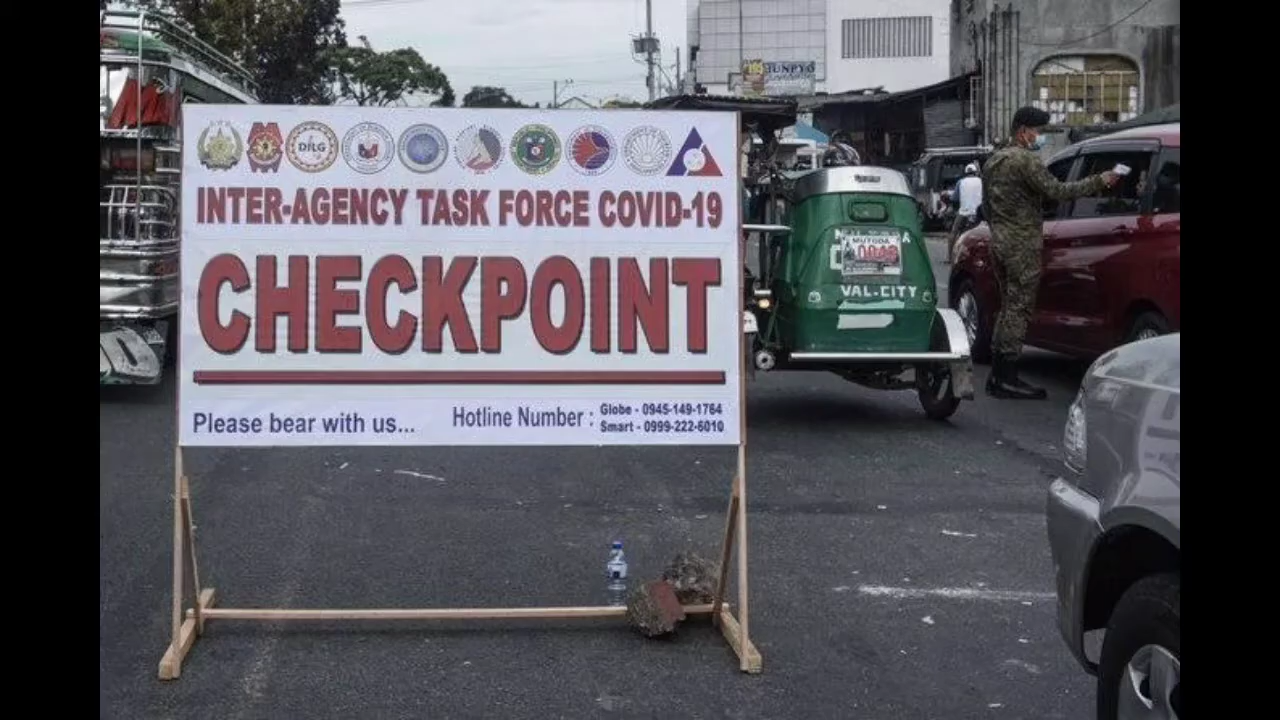 DILG
INTER-AGENCY TASK FORCE COVID-19
CHECKPOINT
Please bear with us...
Hotline Number :
Globe - 0945-149-1764
Smart - 0999-222-6010
MUTODA
VAL.CITY